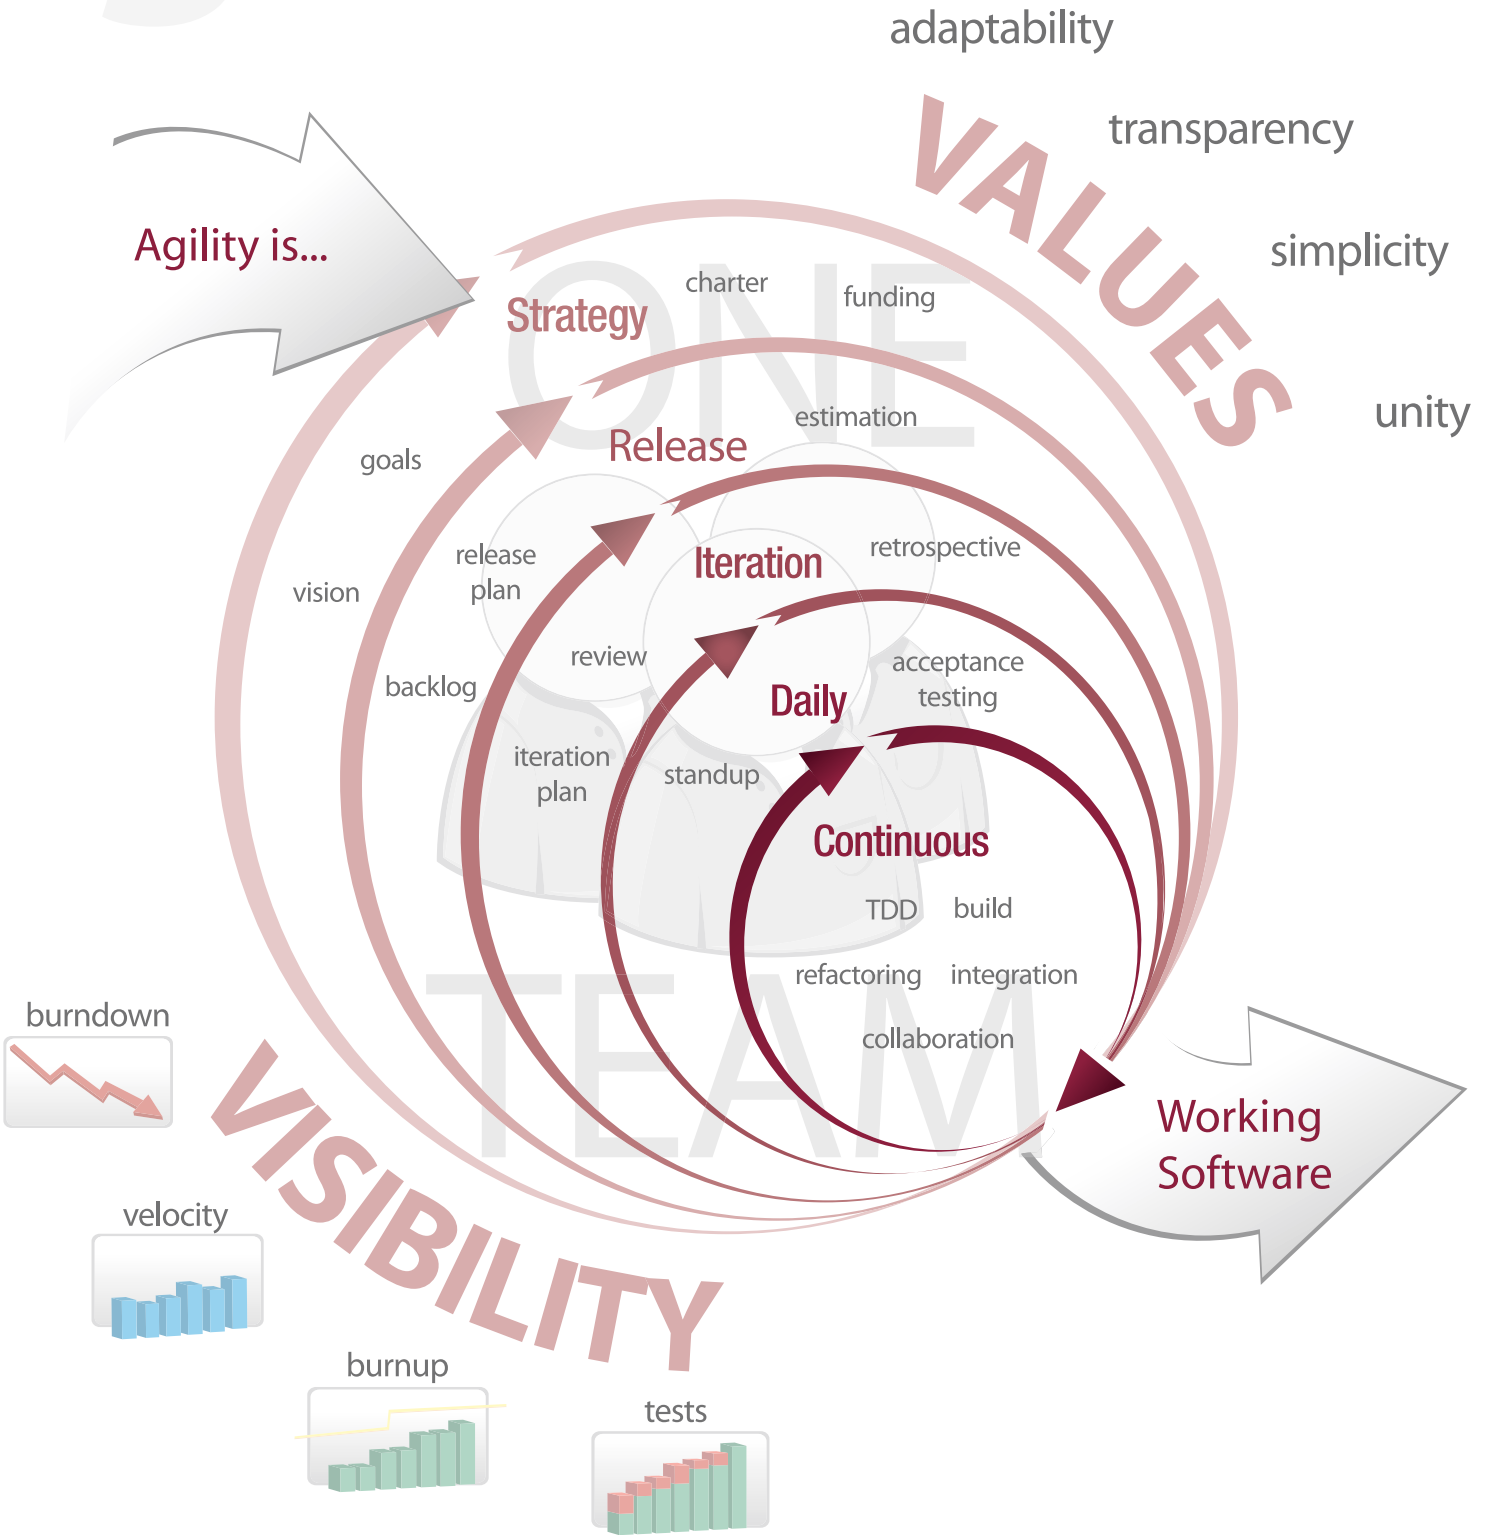 adaptability
transparency
VALUES
simplicity
unity
Agility is...
ONE
Strategy
charter
funding
goals
vision
Release
estimation
release
plan
backlog
Iteration
retrospective
review
iteration
plan
Daily
acceptance
testing
standup
Continuous
TDD
build
refactoring
integration
collaboration
TEAM
Working
Software
VISIBILITY
burndown
velocity
burnup
tests